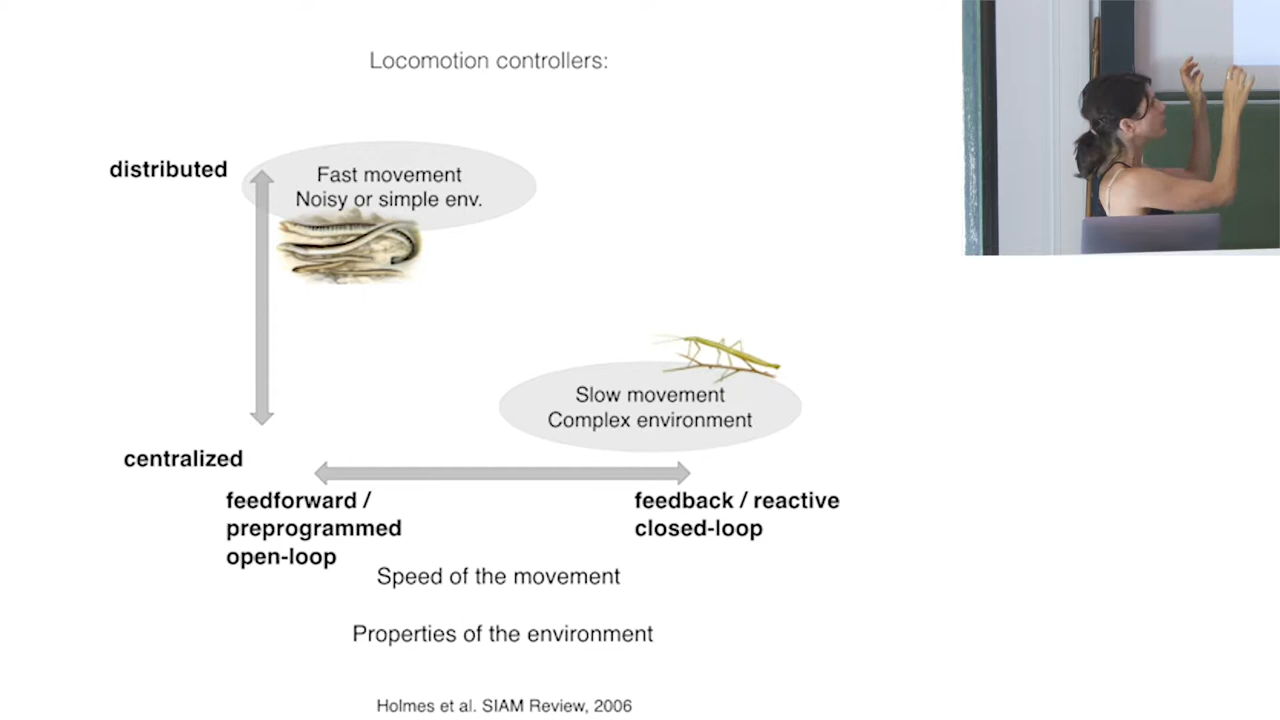 Locomotion controllers:
distributed
Fast movement
Noisy or simple env.
Slow movement
Complex environment
centralized
feedforward /
preprogrammed
open-loop
feedback / reactive
closed-loop
Speed of the movement
Properties of the environment
Holmes et al. SIAM Review, 2006